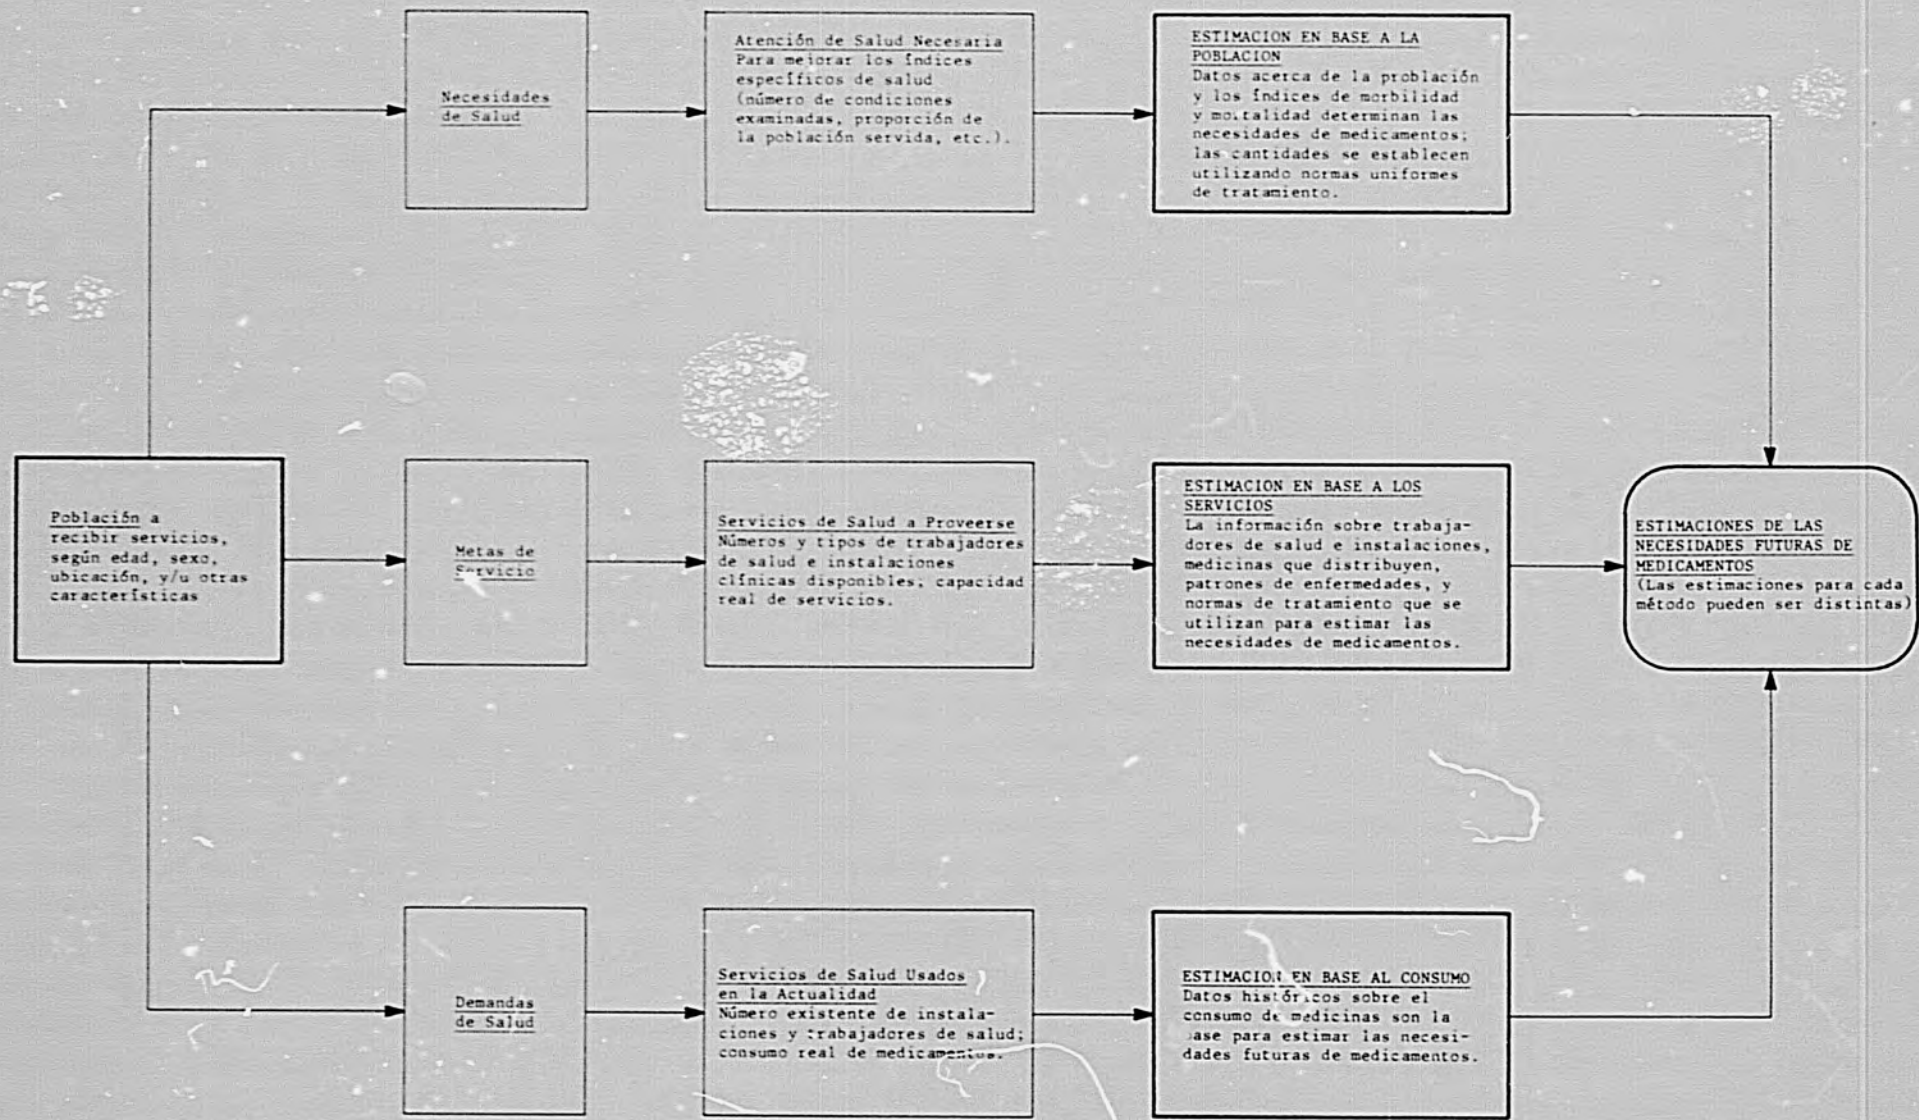 Necesidades
de Salud
Atención de Salud Necesaria
Para mejorar los índices
específicos de salud
(número de condiciones
examinadas, proporción de
la población servida, etc.).
ESTIMACION EN BASE A LA
POBLACION
Datos acerca de la problación
y los índices de morbilidad
y mortalidad determinan las
necesidades de medicamentos;
las cantidades se establecen
utilizando normas uniformes
de tratamiento.
Población a
recibir servicios,
según edad, sexo,
ubicación, y/u otras
características
Metas de
Servicio
Servicios de Salud a Proveerse
Números y tipos de trabajadores
de salud e instalaciones
clínicas disponibles; capacidad
real de servicios.
ESTIMACION EN BASE A LOS
SERVICIOS
La información sobre trabaja-
dores de salud e instalaciones,
medicinas que distribuyen,
patrones de enfermedades, y
normas de tratamiento que se
utilizan para estimar las
necesidades de medicamentos.
ESTIMACIONES DE LAS
NECESIDADES FUTURAS DE
MEDICAMENTOS
(Las estimaciones para cada
método pueden ser distintas)
Demandas
de Salud
Servicios de Salud Usados
en la Actualidad
Número existente de instala-
ciones y trabajadores de salud;
consumo real de medicamentos.
ESTIMACION EN BASE AL CONSUMO
Datos históricos sobre el
consumo de medicinas son la
base para estimar las necesi-
dades futuras de medicamentos.